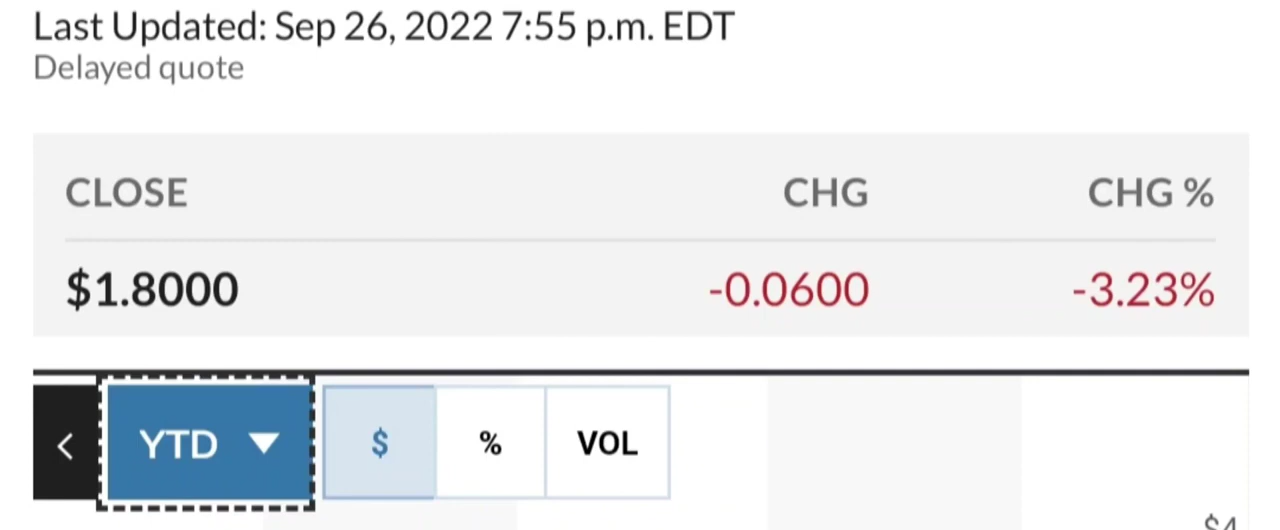 Last Updated: Sep 26, 2022 7:55 p.m. EDT
Delayed quote
CLOSE CHG CHG %
$1.8000 -0.0600 -3.23%
YTD $ % VOL